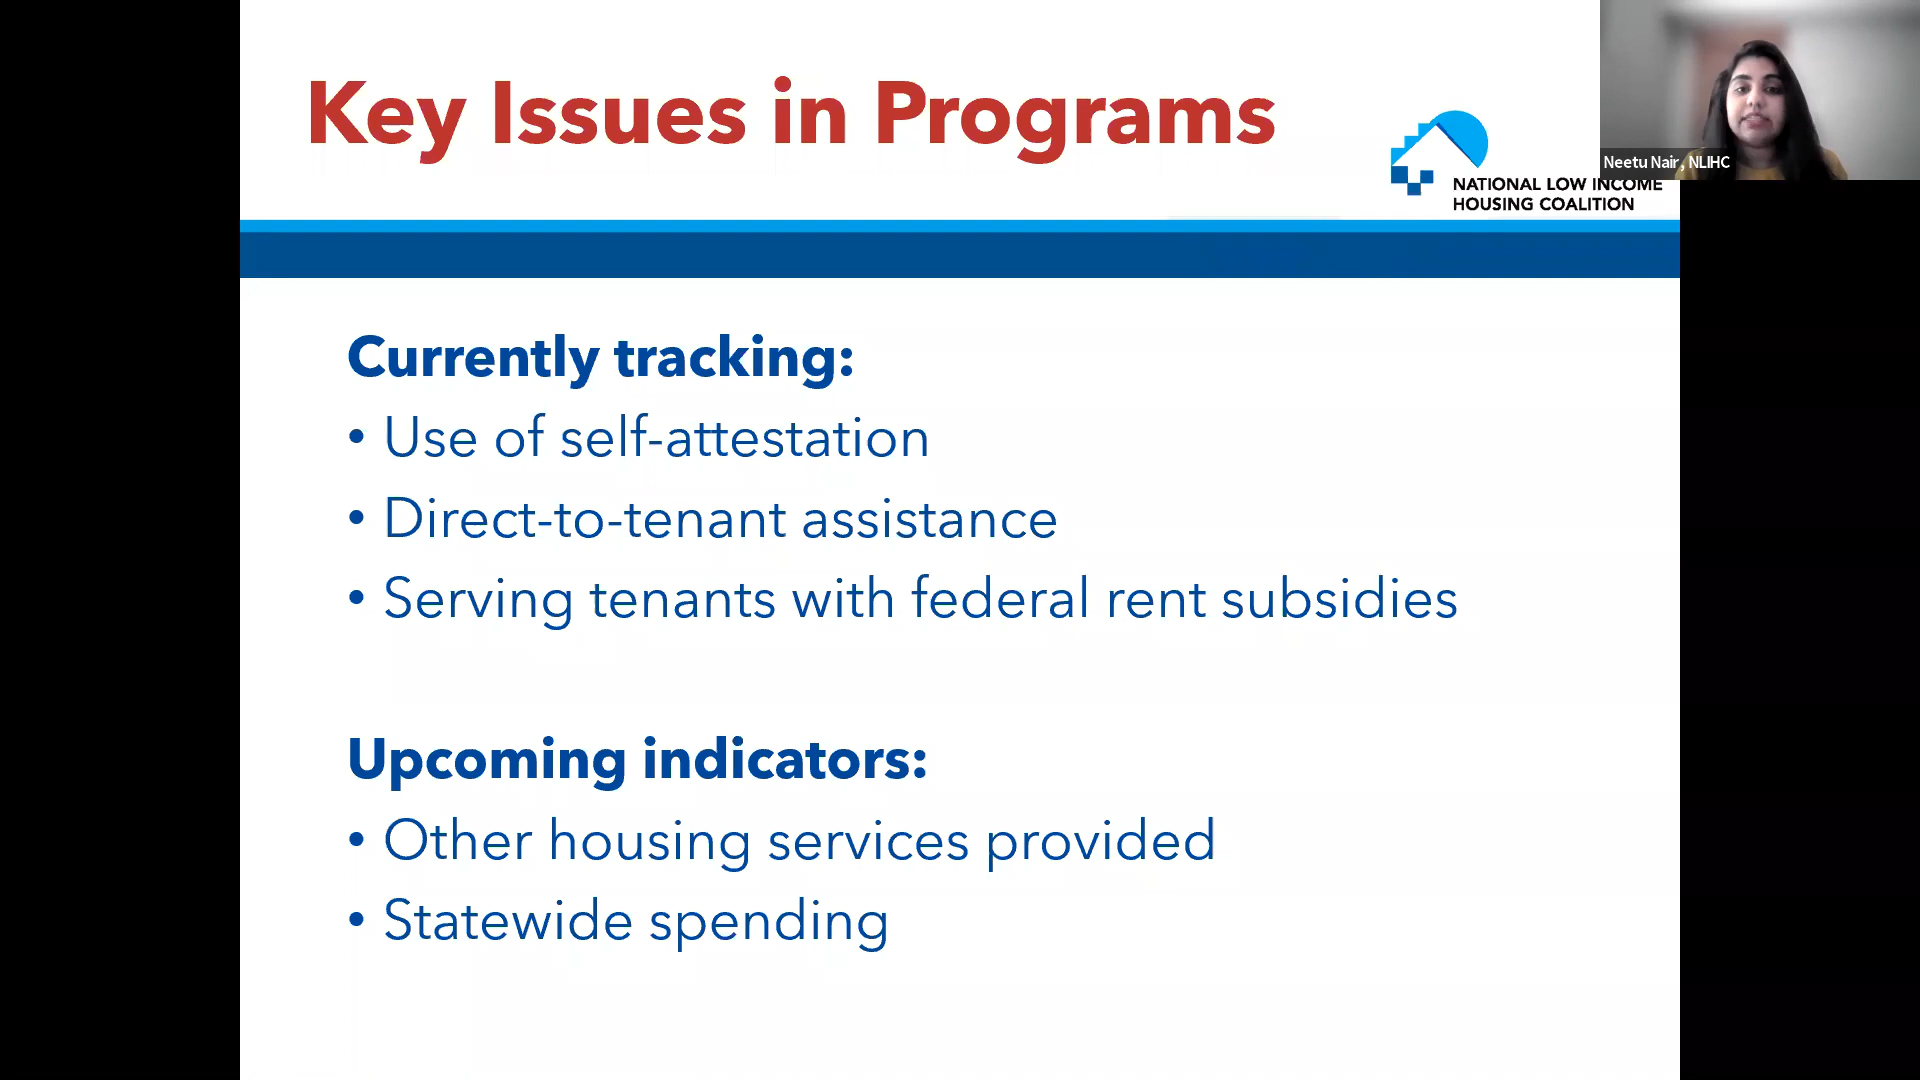 Key Issues in Programs
Neetu Nair, NLIHC
NATIONAL LOW INCOME
HOUSING COALITION
Currently tracking:
• Use of self-attestation
• Direct-to-tenant assistance
• Serving tenants with federal rent subsidies
Upcoming indicators:
• Other housing services provided
• Statewide spending